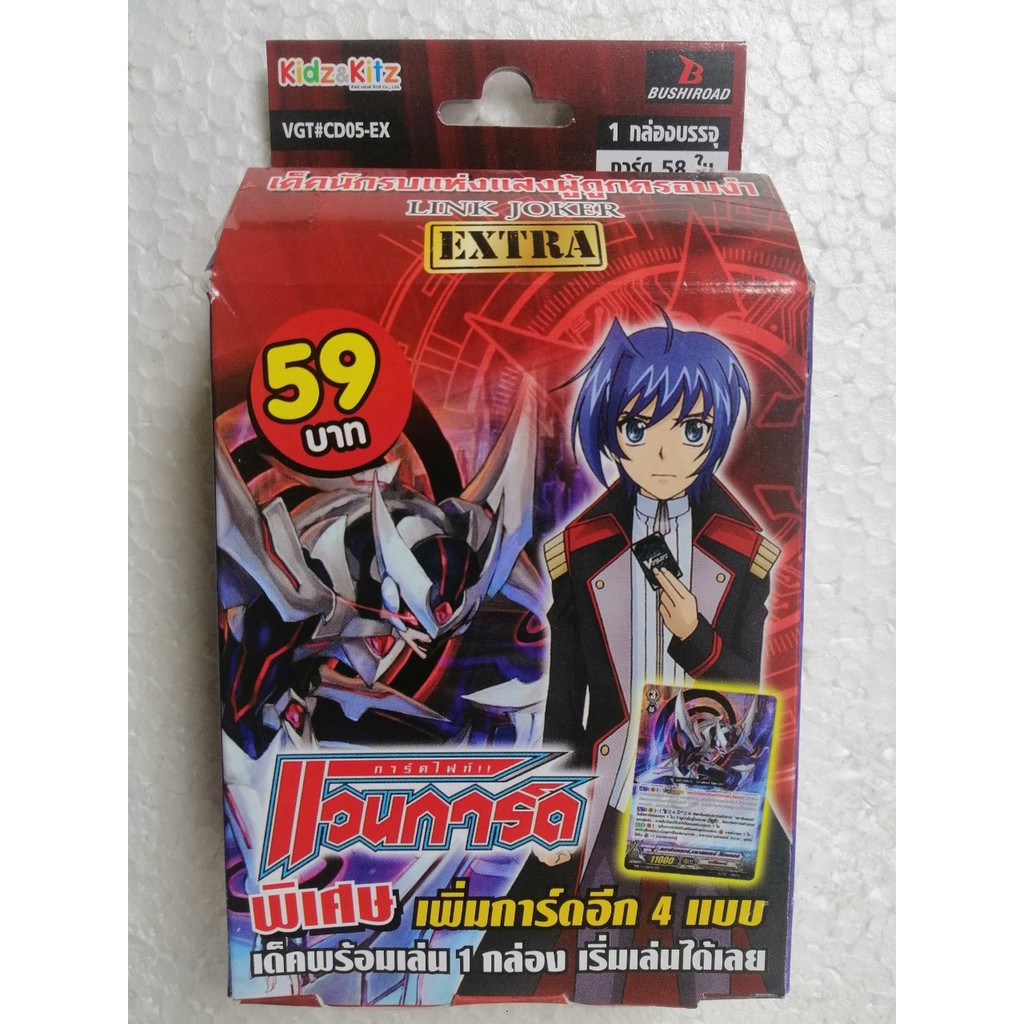 Kidz&Kitz
BUSHIROAD
VGT#CD05-EX
1 กล่องบรรจุ
การ์ด 58 ใบ
เด็คนักรบแห่งแสงผู้ถูกครอบงำ
LINK JOKER
EXTRA
59
บาท
การ์ดไฟท์!!
แวนการ์ด
11000
พิเศษ เพิ่มการ์ดอีก 4 แบบ
เด็คพร้อมเล่น 1 กล่อง เริ่มเล่นได้เลย